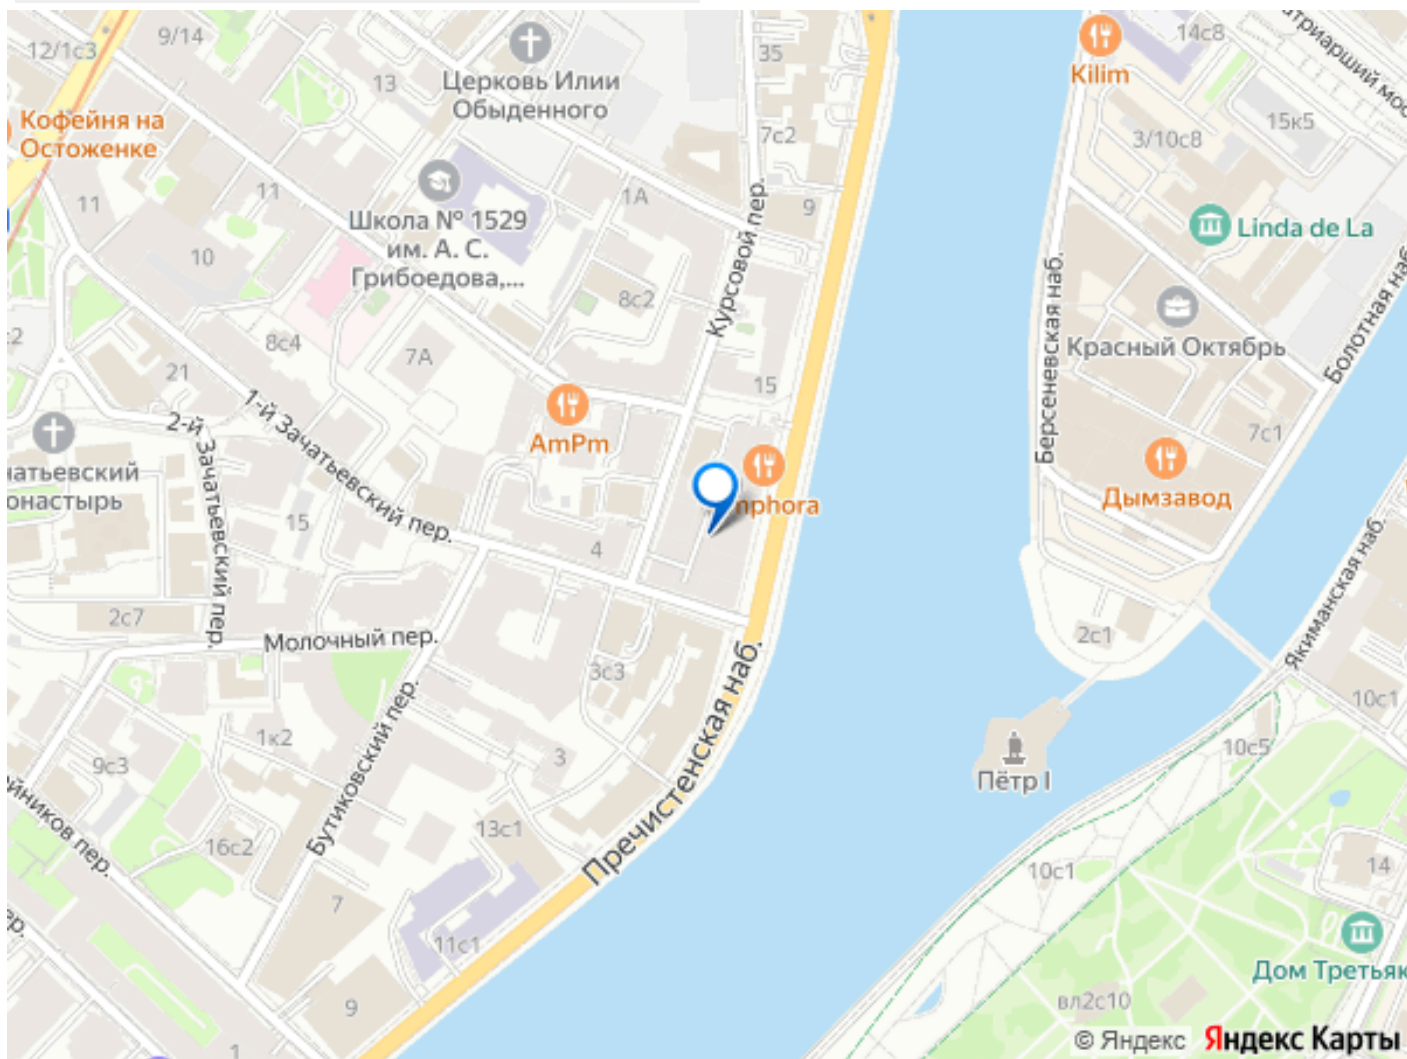 12/1с3
9/14
13
Церковь Илии
Обыденного
35
7с2
Kilim
14с8
15к5
3/10с8
Кофейня на
Остоженке
11
11
10
Школа № 1529
им. А. С.
Грибоедова,...
1А
9
Курсовой пер.
8с2
8с4
7А
21
15
Linda de La
Красный Октябрь
Берсеневская наб.
Болотная наб.
7с1
Дымзавод
AmPm
mphora
1-й Зачатьевский пер.
2-й Зачатьевский пер.
15
4
2с7
Молочный пер.
3с3
3
1к2
9с3
Бутиковский пер.
16с2
13с1
7
11с1
9
1
Пречистенская наб.
2с1
Пётр I
Якиманская наб.
10с1
10с5
10с1
14
вл2с10
© Яндекс
Яндекс Карты